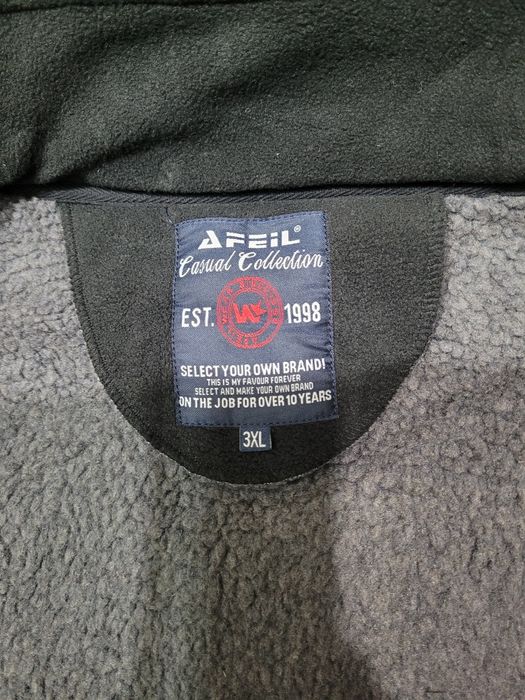 AFEiL®
Casual Collection
EST. W 1998
SELECT YOUR OWN BRAND!
THIS IS MY FAVOUR FOREVER
SELECT AND MAKE YOUR OWN BRAND
ON THE JOB FOR OVER 10 YEARS
3XL